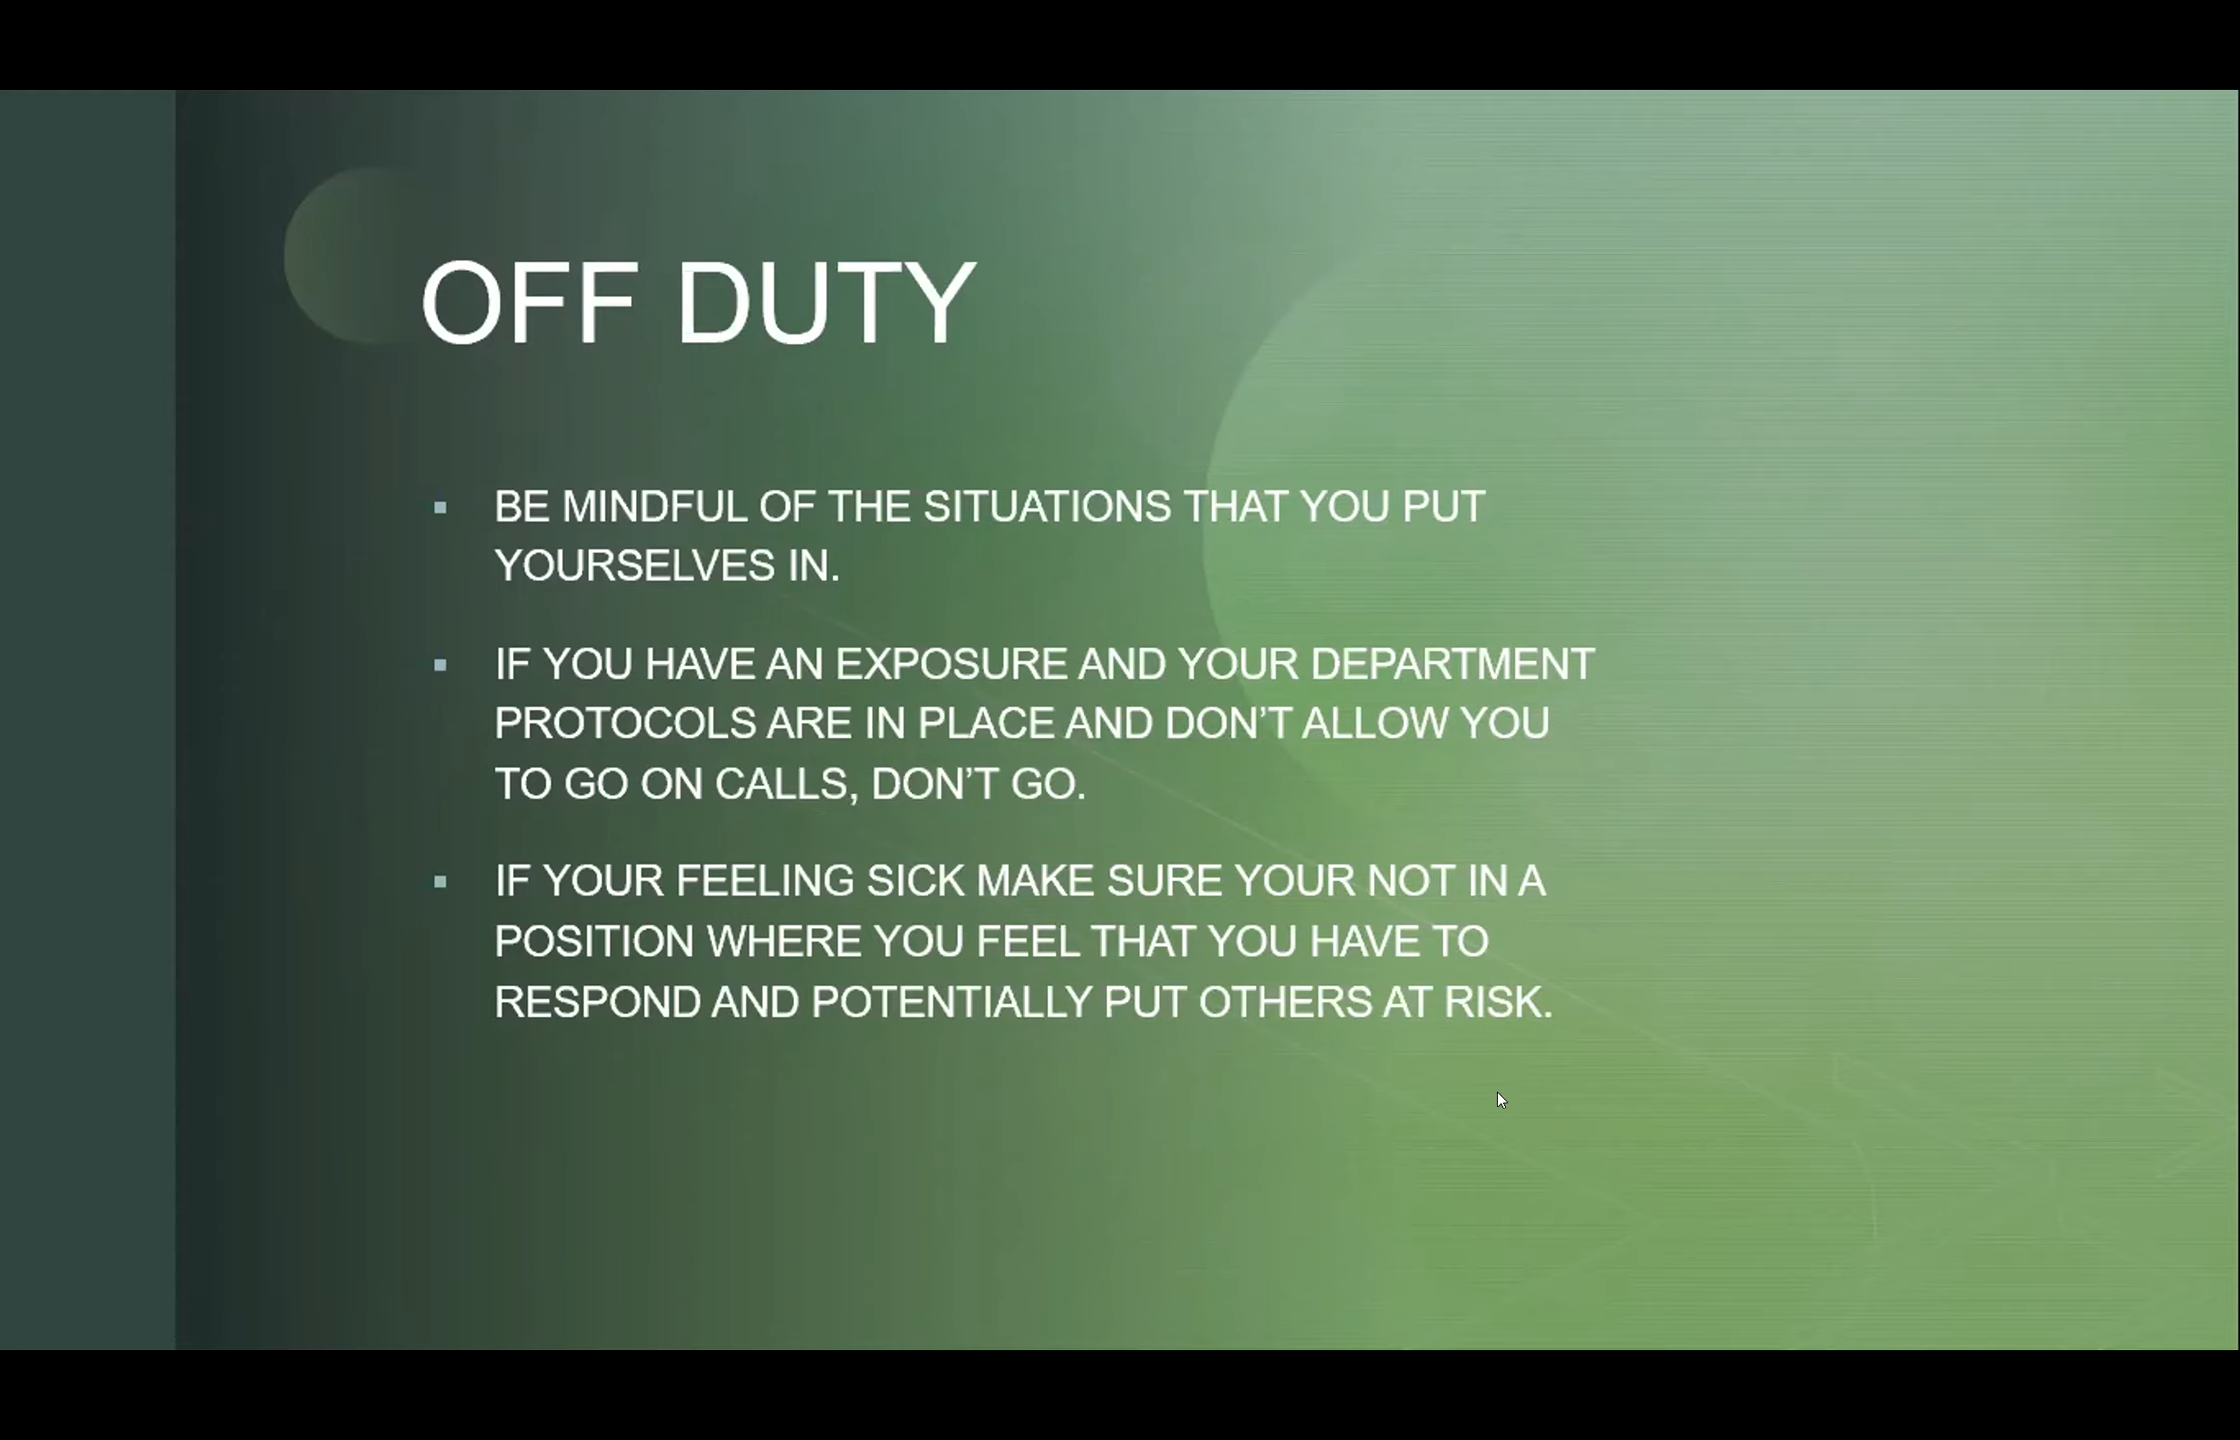 OFF DUTY
▪ BE MINDFUL OF THE SITUATIONS THAT YOU PUT
YOURSELVES IN.
▪ IF YOU HAVE AN EXPOSURE AND YOUR DEPARTMENT
PROTOCOLS ARE IN PLACE AND DON’T ALLOW YOU
TO GO ON CALLS, DON’T GO.
▪ IF YOUR FEELING SICK MAKE SURE YOUR NOT IN A
POSITION WHERE YOU FEEL THAT YOU HAVE TO
RESPOND AND POTENTIALLY PUT OTHERS AT RISK.